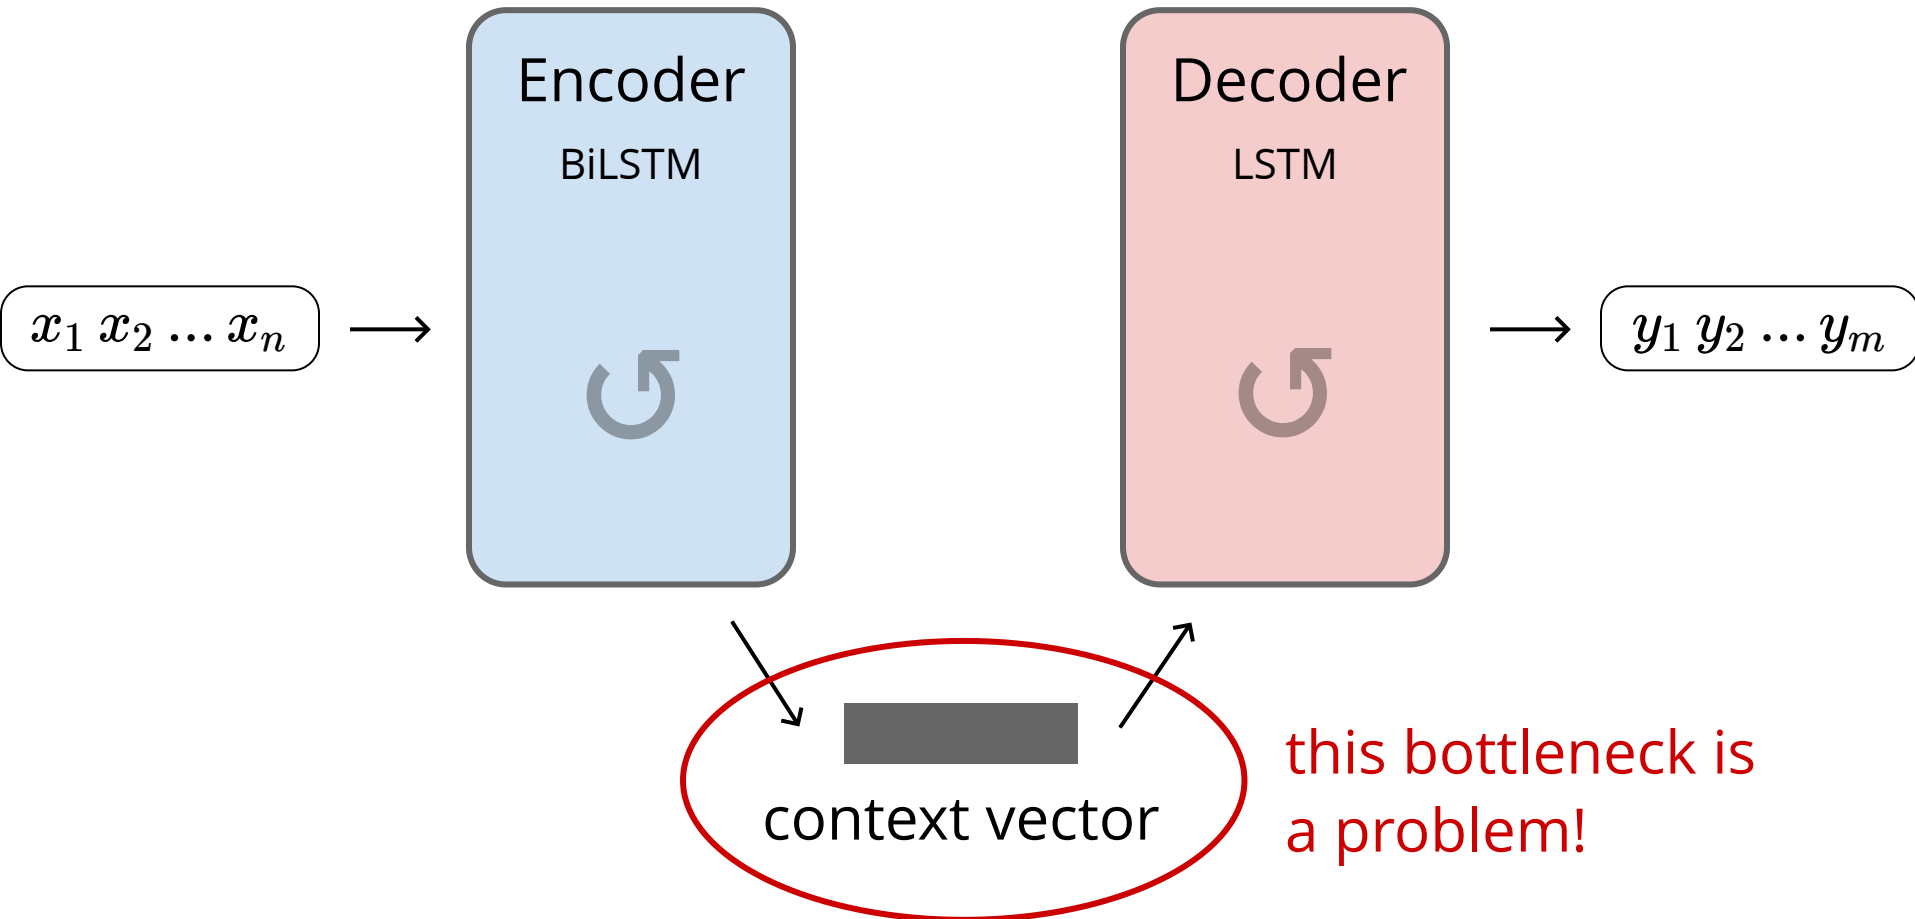 Encoder
BiLSTM
Decoder
LSTM
x₁ x₂ ... xₙ
y₁ y₂ ... yₘ
context vector
this bottleneck is
a problem!